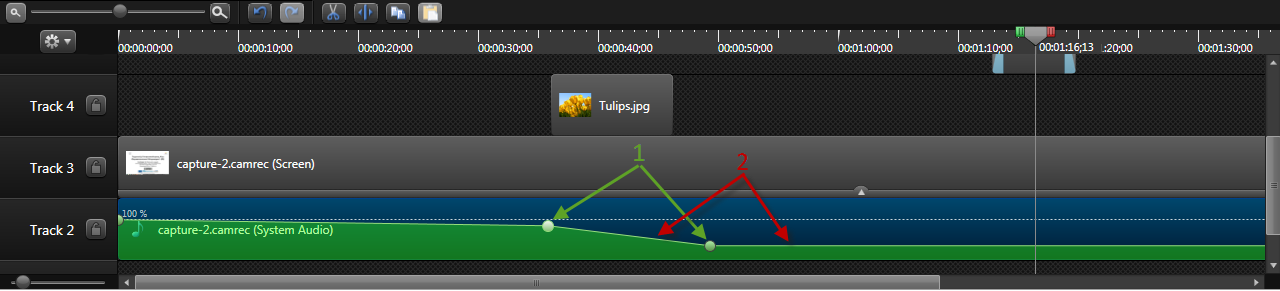 00:00:00;00 00:00:10;00 00:00:20;00 00:00:30;00 00:00:40;00 00:00:50;00 00:01:00;00 00:01:10;00 00:01:16;13 :20;00 00:01:30;00
Track 4
Tulips.jpg
Track 3
capture-2.camrec (Screen)
1
2
100 %
Track 2
capture-2.camrec (System Audio)